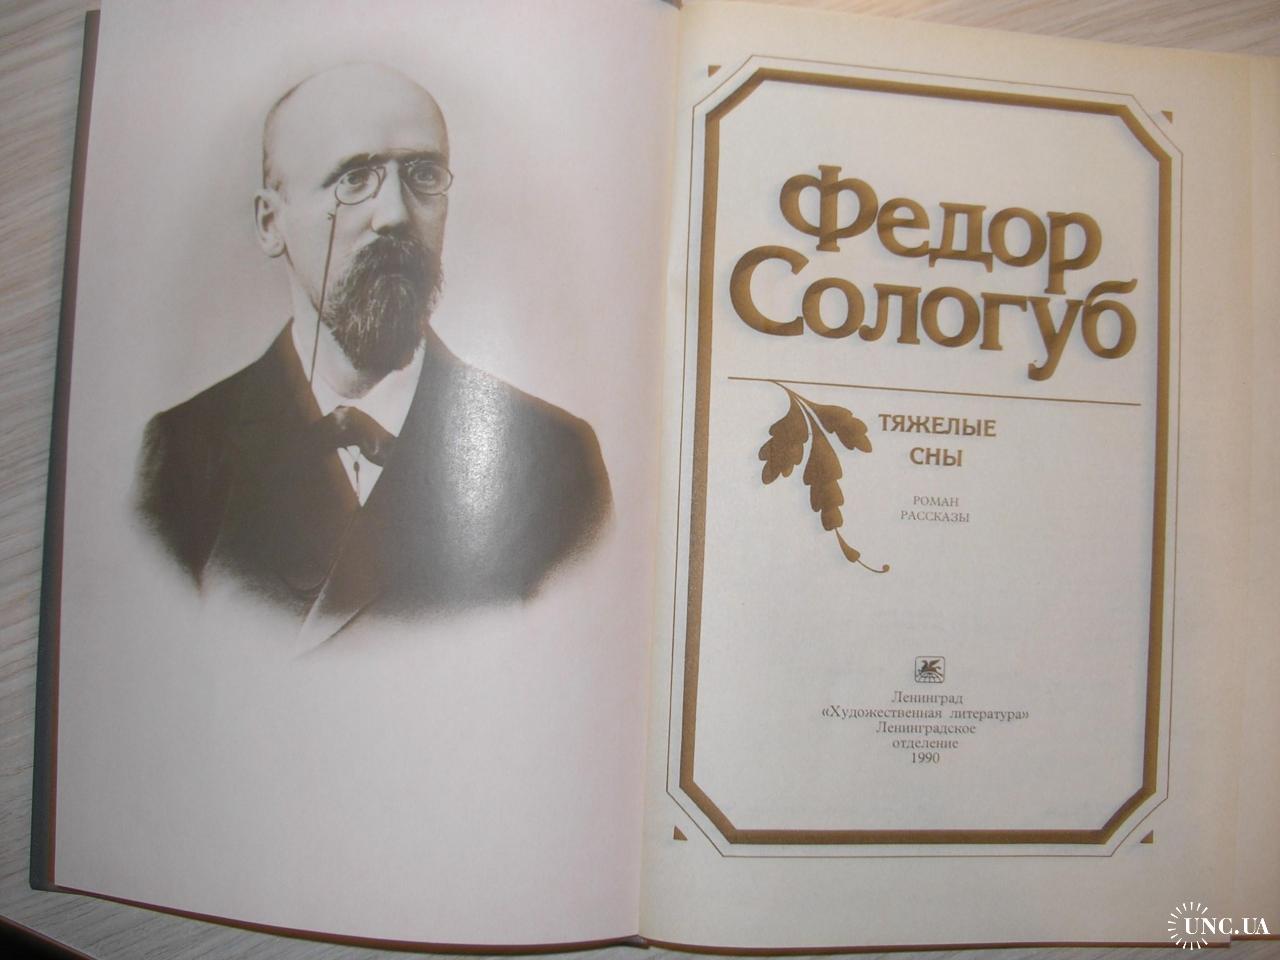 Федор
Сологуб
ТЯЖЕЛЫЕ
СНЫ
РОМАН
РАССКАЗЫ
Ленинград
«Художественная литература»
Ленинградское
отделение
1990
UNC.UA